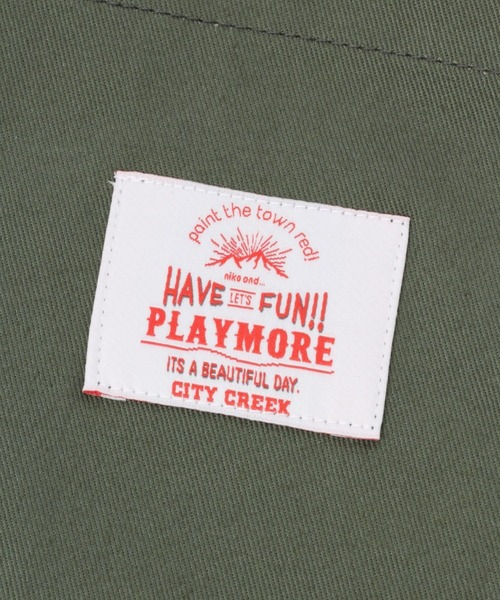 paint the town red!
niko and...
HAVE LET'S FUN!!
PLAYMORE
ITS A BEAUTIFUL DAY.
CITY CREEK